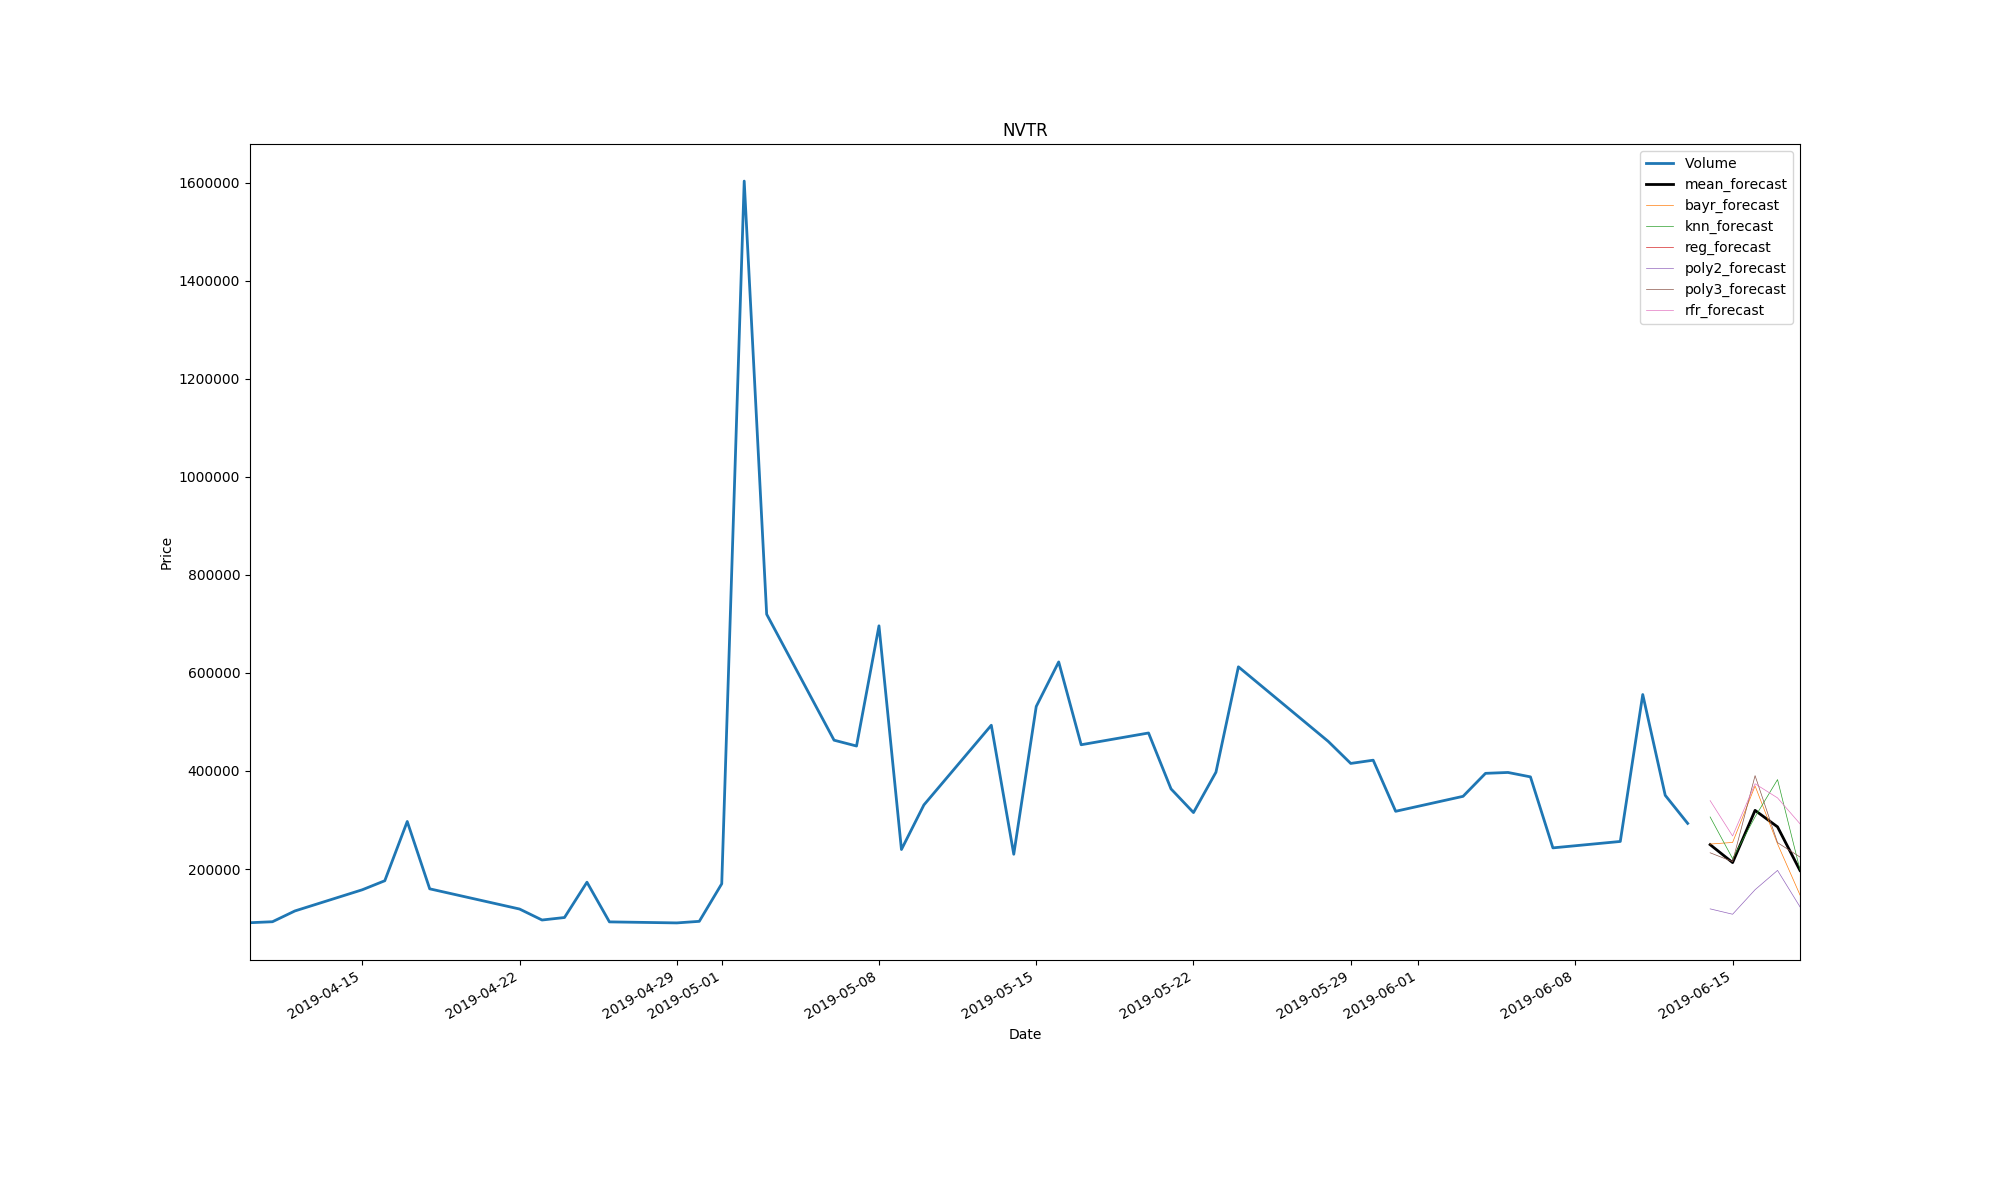 NVTR
Volume
mean_forecast
bayr_forecast
knn_forecast
reg_forecast
poly2_forecast
poly3_forecast
rfr_forecast
1600000
1400000
1200000
1000000
800000
600000
400000
200000
Price
2019-04-15
2019-04-22
2019-04-29
2019-05-01
2019-05-08
2019-05-15
2019-05-22
2019-05-29
2019-06-01
2019-06-08
2019-06-15
Date